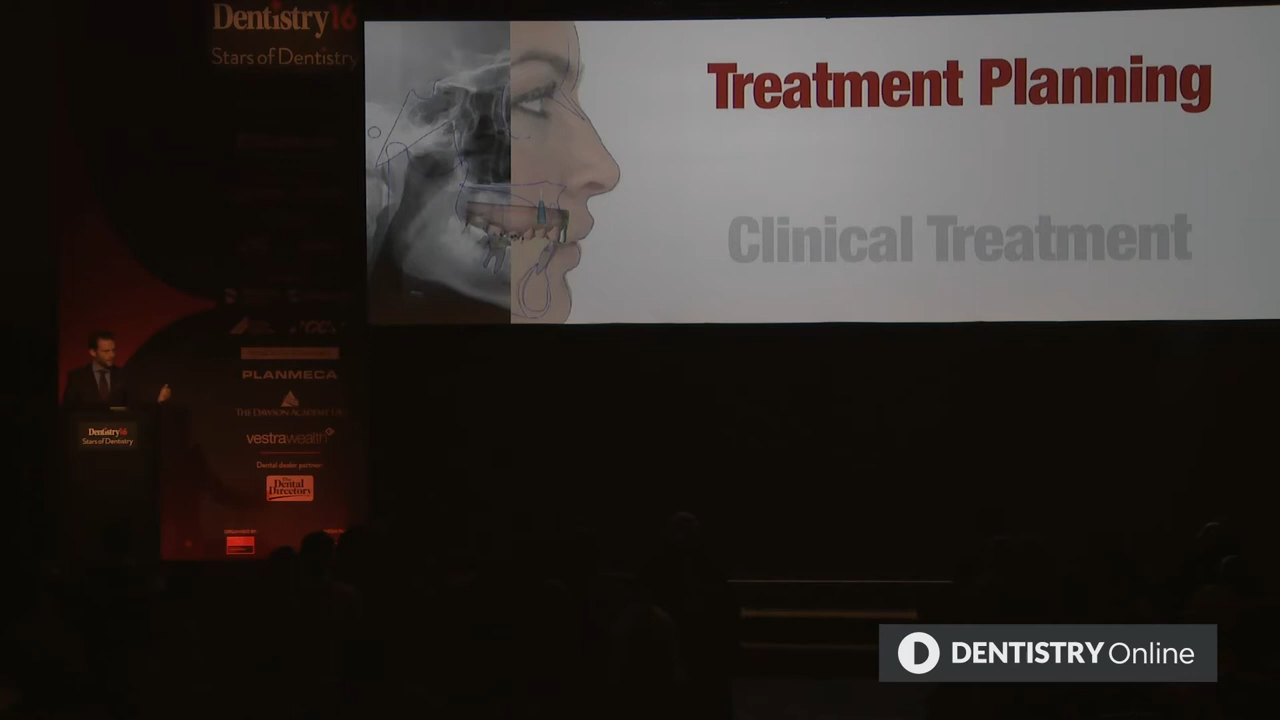 Dentistry16
Stars of Dentistry
Treatment Planning
Clinical Treatment
PLANMECA
THE DAWSON ACADEMY
vestrawealth
Dentistry16
Stars of Dentistry
Dental dealer partner:
The
Dental
Directory
DENTISTRY Online